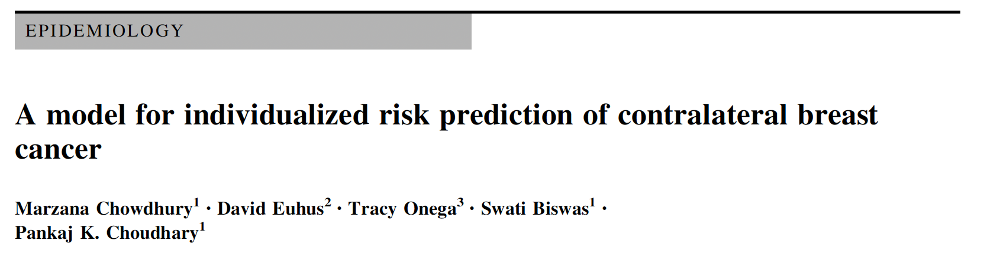 EPIDEMIOLOGY
A model for individualized risk prediction of contralateral breast
cancer
Marzana Chowdhury¹ · David Euhus² · Tracy Onega³ · Swati Biswas¹ ·
Pankaj K. Choudhary¹